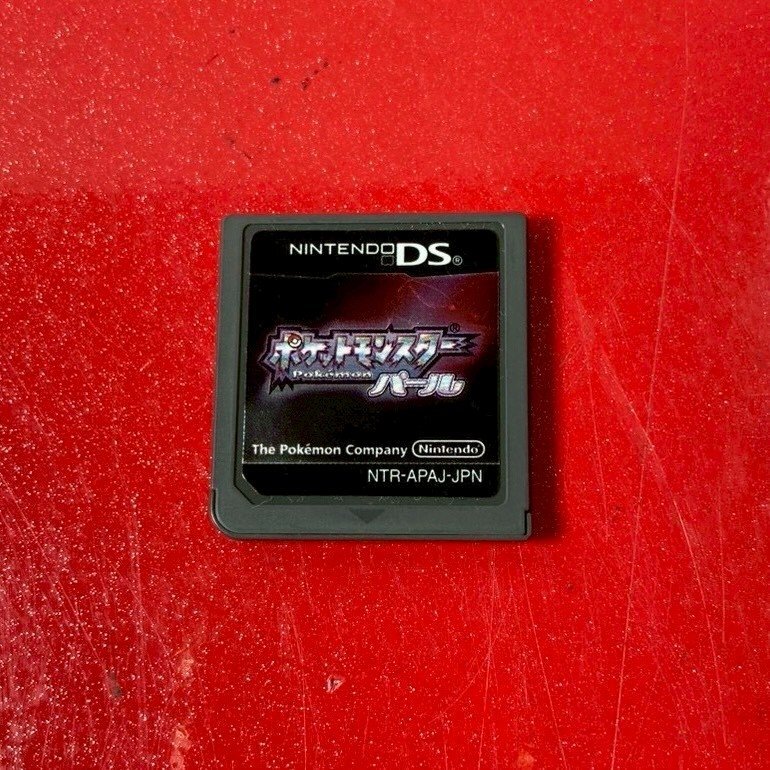 NINTENDO DS®
ポケットモンスター®
Pokémon
パール
The Pokémon Company Nintendo
NTR-APAJ-JPN